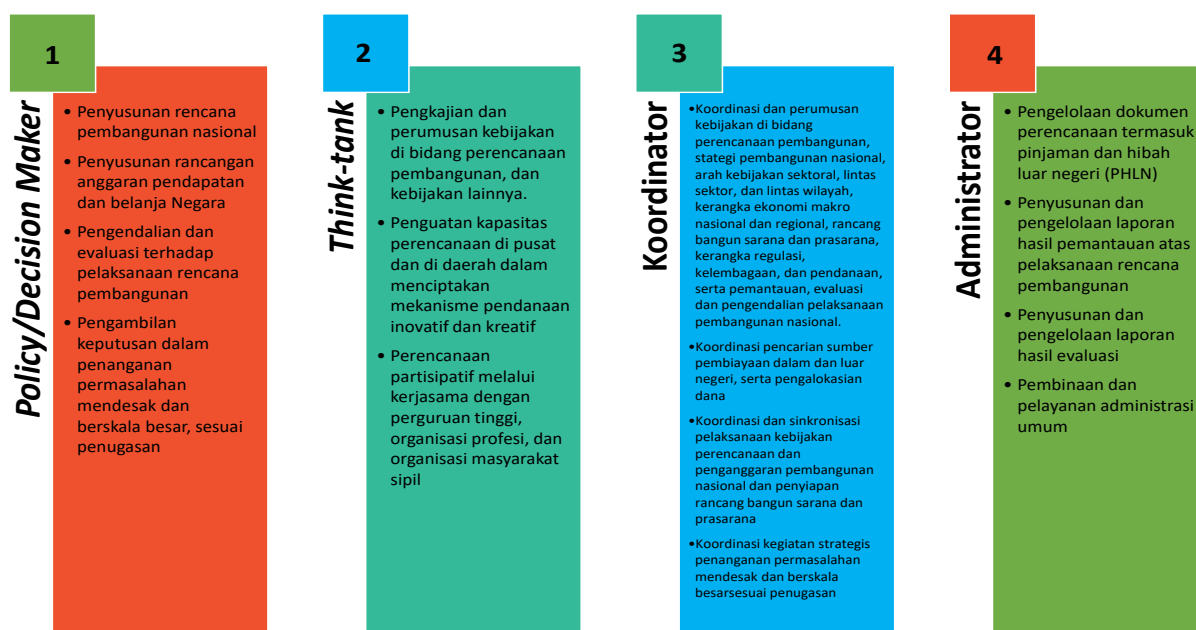 1
Policy/Decision Maker
• Penyusunan rencana
pembangunan nasional
• Penyusunan rancangan
anggaran pendapatan
dan belanja Negara
• Pengendalian dan
evaluasi terhadap
pelaksanaan rencana
pembangunan
• Pengambilan
keputusan dalam
penanganan
permasalahan
mendesak dan
berskala besar, sesuai
penugasan
2
Think-tank
• Pengkajian dan
perumusan kebijakan
di bidang perencanaan
pembangunan, dan
kebijakan lainnya.
• Penguatan kapasitas
perencanaan di pusat
dan di daerah dalam
menciptakan
mekanisme pendanaan
inovatif dan kreatif
• Perencanaan
partisipatif melalui
kerjasama dengan
perguruan tinggi,
organisasi profesi, dan
organisasi masyarakat
sipil
3
Koordinator
•Koordinasi dan perumusan
kebijakan di bidang
perencanaan pembangunan,
stategi pembangunan nasional,
arah kebijakan sektoral, lintas
sektor, dan lintas wilayah,
kerangka ekonomi makro
nasional dan regional, rancang
bangun sarana dan prasarana,
kerangka regulasi,
kelembagaan, dan pendanaan,
serta pemantauan, evaluasi
dan pengendalian pelaksanaan
pembangunan nasional.
•Koordinasi pencarian sumber
pembiayaan dalam dan luar
negeri, serta pengalokasian
dana
•Koordinasi dan sinkronisasi
pelaksanaan kebijakan
perencanaan dan
penganggaran pembangunan
nasional dan penyiapan
rancang bangun sarana dan
prasarana
•Koordinasi kegiatan strategis
penanganan permasalahan
mendesak dan berskala
besarsesuai penugasan
4
Administrator
• Pengelolaan dokumen
perencanaan termasuk
pinjaman dan hibah
luar negeri (PHLN)
• Penyusunan dan
pengelolaan laporan
hasil pemantauan atas
pelaksanaan rencana
pembangunan
• Penyusunan dan
pengelolaan laporan
hasil evaluasi
• Pembinaan dan
pelayanan administrasi
umum